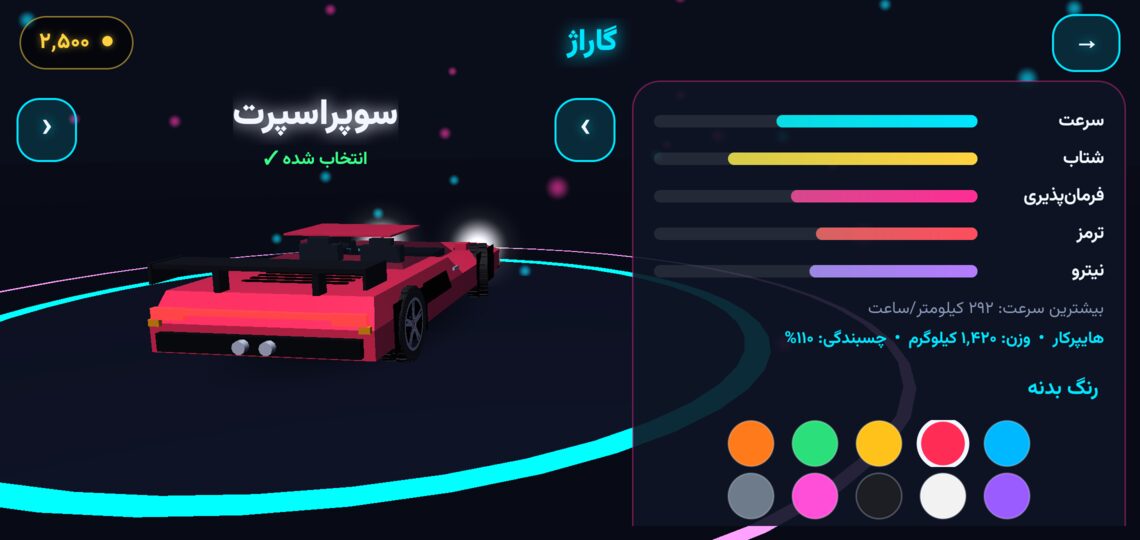 ۲,۵۰۰
گاراژ
→
سوپراسپرت
انتخاب شده ✓
سرعت
شتاب
فرمان‌پذیری
ترمز
نیترو
بیشترین سرعت: ۲۹۲ کیلومتر/ساعت
هایپرکار • وزن: ۱,۴۲۰ کیلوگرم • چسبندگی: ۱۱۰%
رنگ بدنه